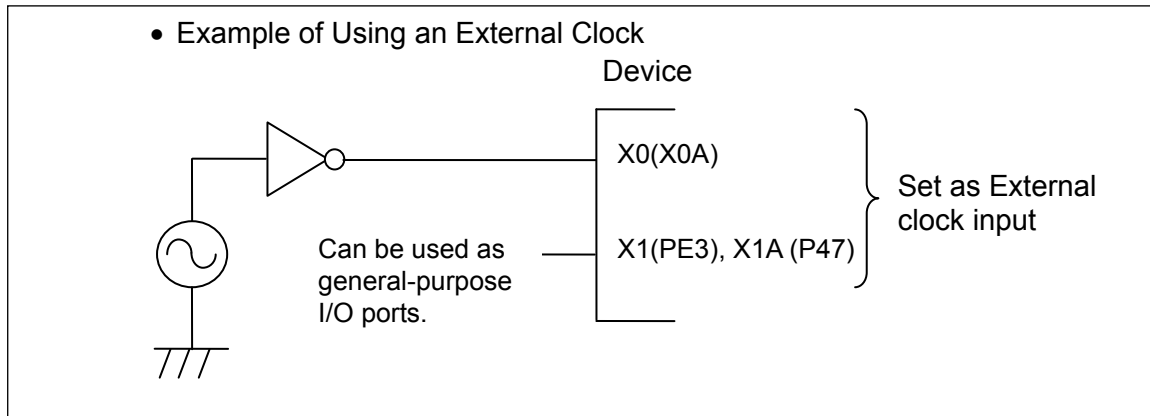 • Example of Using an External Clock
Device
X0(X0A)
Set as External
clock input
Can be used as
general-purpose
I/O ports.
X1(PE3), X1A (P47)